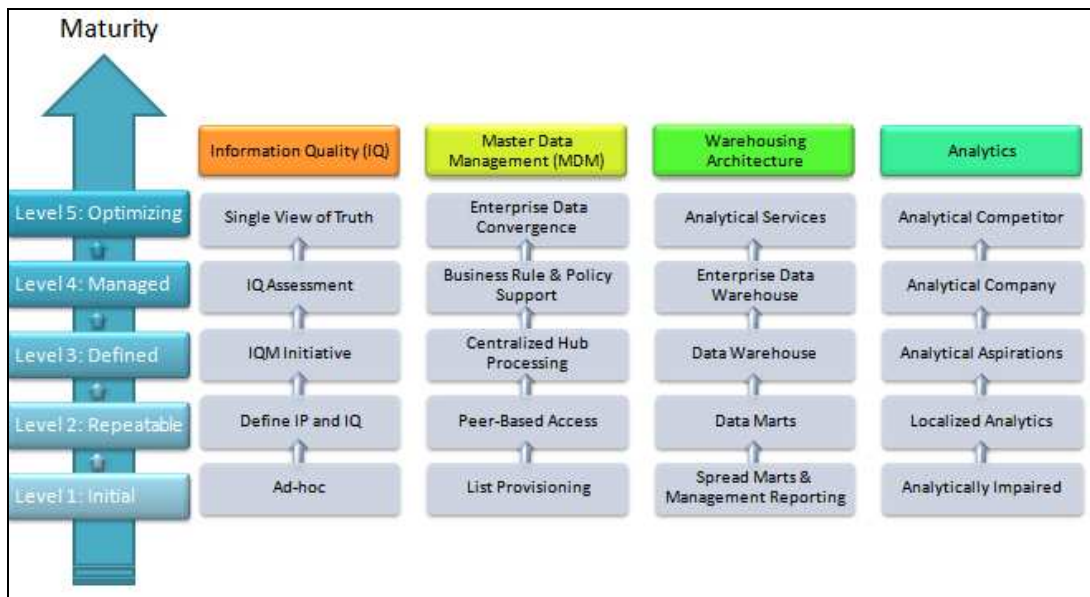 Maturity
Information Quality (IQ)
Master Data
Management (MDM)
Warehousing
Architecture
Analytics
Level 5: Optimizing
Single View of Truth
Enterprise Data
Convergence
Analytical Services
Analytical Competitor
Level 4: Managed
IQ Assessment
Business Rule & Policy
Support
Enterprise Data
Warehouse
Analytical Company
Level 3: Defined
IQM Initiative
Centralized Hub
Processing
Data Warehouse
Analytical Aspirations
Level 2: Repeatable
Define IP and IQ
Peer-Based Access
Data Marts
Localized Analytics
Level 1: Initial
Ad-hoc
List Provisioning
Spread Marts &
Management Reporting
Analytically Impaired